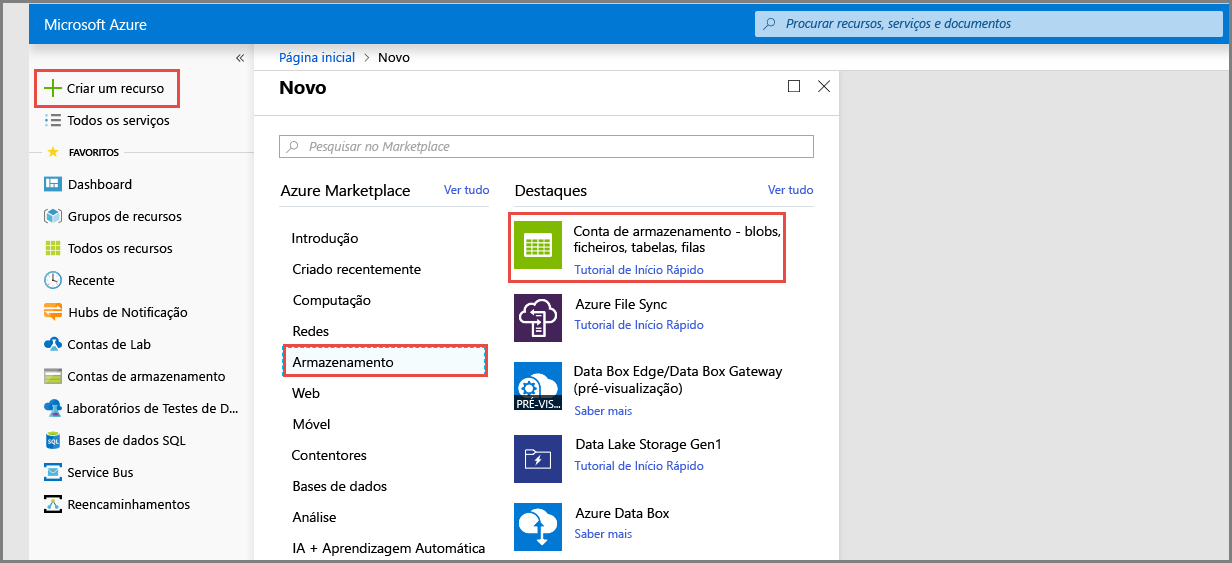 Microsoft Azure
Procurar recursos, serviços e documentos
«
Página inicial > Novo
Criar um recurso
Todos os serviços
FAVORITOS
Dashboard
Grupos de recursos
Todos os recursos
Recente
Hubs de Notificação
Contas de Lab
Contas de armazenamento
Laboratórios de Testes de D...
Bases de dados SQL
Service Bus
Reencaminhamentos
Novo
Pesquisar no Marketplace
Azure Marketplace
Ver tudo
Introdução
Criado recentemente
Computação
Redes
Armazenamento
Web
Móvel
Contentores
Bases de dados
Análise
IA + Aprendizagem Automática
Destaques
Ver tudo
Conta de armazenamento - blobs,
ficheiros, tabelas, filas
Tutorial de Início Rápido
Azure File Sync
Tutorial de Início Rápido
PRÉ-VIS...
Data Box Edge/Data Box Gateway
(pré-visualização)
Saber mais
Data Lake Storage Gen1
Tutorial de Início Rápido
Azure Data Box
Saber mais